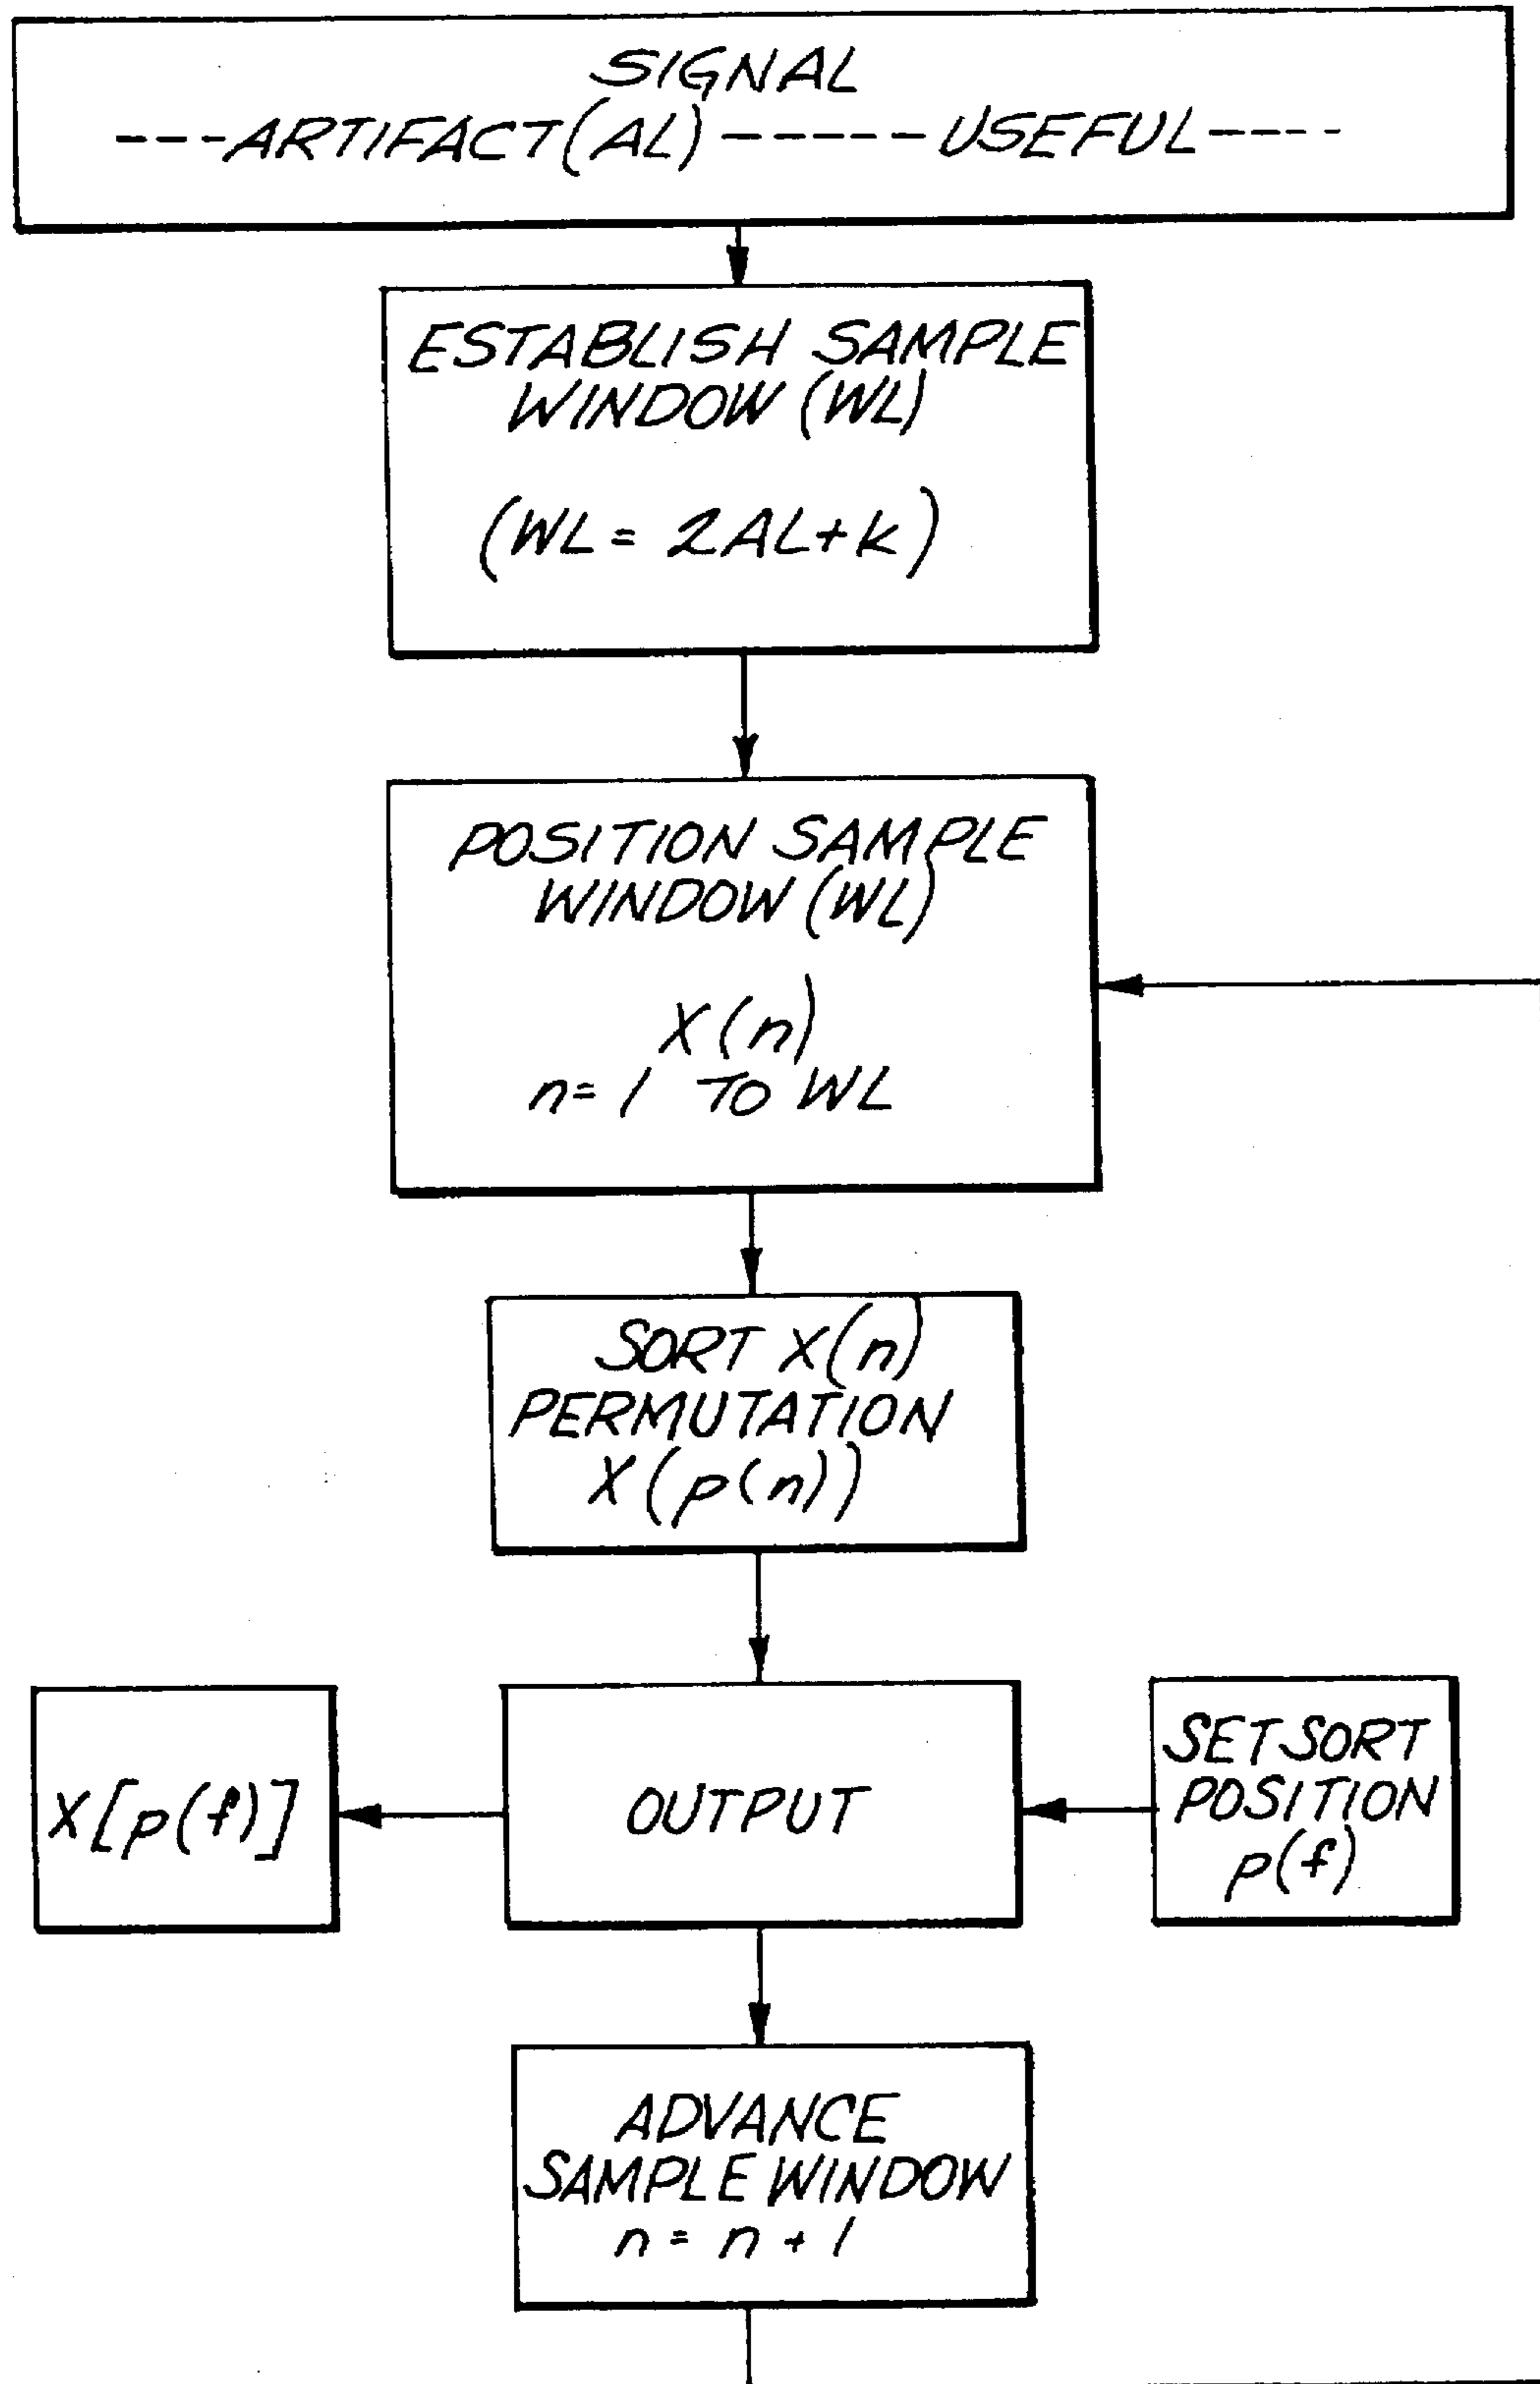 SIGNAL
---ARTIFACT(AL)------USEFUL----
ESTABLISH SAMPLE
WINDOW (WL)
(WL = 2AL+k)
POSITION SAMPLE
WINDOW (WL)
X(n)
n= 1 TO WL
SORT X(n)
PERMUTATION
X(p(n))
X[p(f)]
OUTPUT
SET SORT
POSITION
p(f)
ADVANCE
SAMPLE WINDOW
n = n + 1